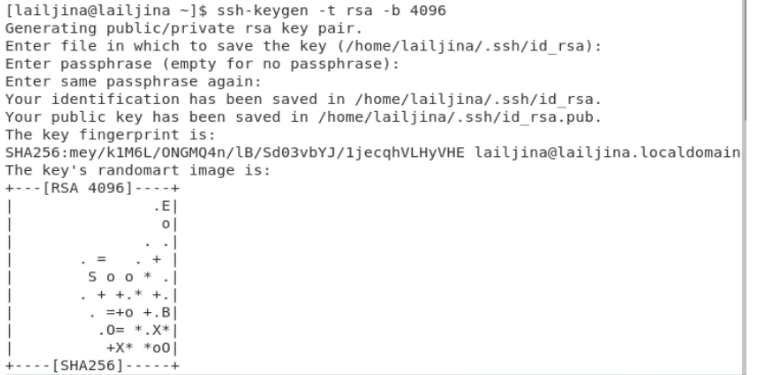 [lailjina@lailjina ~]$ ssh-keygen -t rsa -b 4096
Generating public/private rsa key pair.
Enter file in which to save the key (/home/lailjina/.ssh/id_rsa):
Enter passphrase (empty for no passphrase):
Enter same passphrase again:
Your identification has been saved in /home/lailjina/.ssh/id_rsa.
Your public key has been saved in /home/lailjina/.ssh/id_rsa.pub.
The key fingerprint is:
SHA256:mey/k1M6L/ONGMQ4n/lB/Sd03vbYJ/1jecqhVLHyVHE lailjina@lailjina.localdomain
The key's randomart image is:
+---[RSA 4096]----+
|               .E|
|                o|
|              . .|
|       . =   . + |
|        S o o * .|
|       . + +.* +.|
|        . =+o +.B|
|         .O= *.X*|
|          +X* *oO|
+----[SHA256]-----+